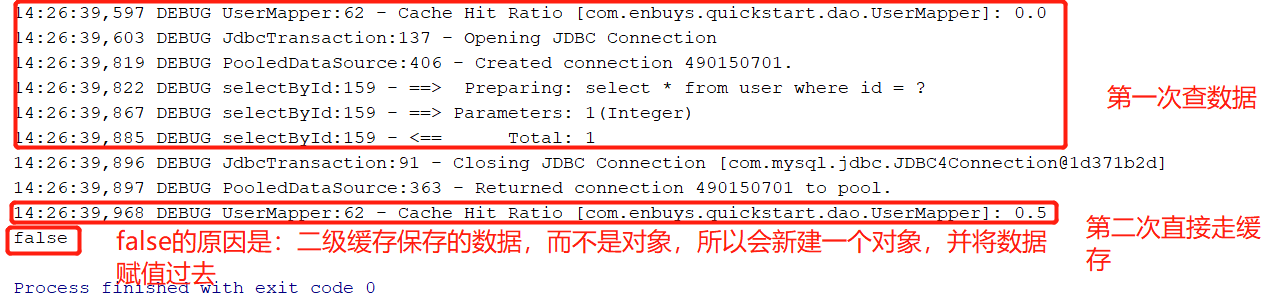 14:26:39,597 DEBUG UserMapper:62 - Cache Hit Ratio [com.enbuys.quickstart.dao.UserMapper]: 0.0
14:26:39,603 DEBUG JdbcTransaction:137 - Opening JDBC Connection
14:26:39,819 DEBUG PooledDataSource:406 - Created connection 490150701.
14:26:39,822 DEBUG selectById:159 - ==>  Preparing: select * from user where id = ?
第一次查数据
14:26:39,867 DEBUG selectById:159 - ==> Parameters: 1(Integer)
14:26:39,885 DEBUG selectById:159 - <==      Total: 1
14:26:39,896 DEBUG JdbcTransaction:91 - Closing JDBC Connection [com.mysql.jdbc.JDBC4Connection@1d371b2d]
14:26:39,897 DEBUG PooledDataSource:363 - Returned connection 490150701 to pool.
14:26:39,968 DEBUG UserMapper:62 - Cache Hit Ratio [com.enbuys.quickstart.dao.UserMapper]: 0.5
第二次直接走缓
存
false
false的原因是：二级缓存保存的数据，而不是对象，所以会新建一个对象，并将数据
赋值过去
Process finished with exit code 0